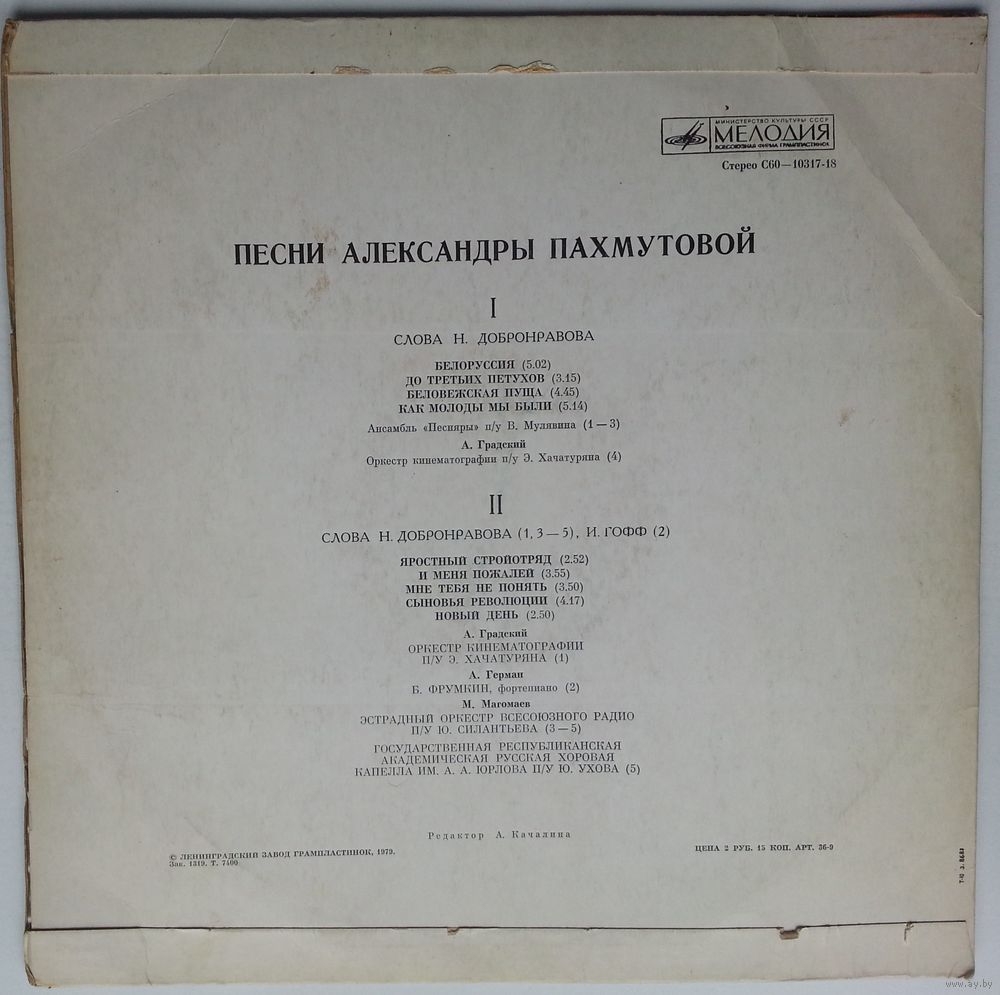 МИНИСТЕРСТВО КУЛЬТУРЫ СССР
МЕЛОДИЯ
ВСЕСОЮЗНАЯ ФИРМА ГРАМПЛАСТИНОК
Стерео С60—10317-18
ПЕСНИ АЛЕКСАНДРЫ ПАХМУТОВОЙ
I
СЛОВА Н. ДОБРОНРАВОВА
БЕЛОРУССИЯ (5.02)
ДО ТРЕТЬИХ ПЕТУХОВ (3.15)
БЕЛОВЕЖСКАЯ ПУЩА (4.45)
КАК МОЛОДЫ МЫ БЫЛИ (5.14)
Ансамбль «Песняры» п/у В. Мулявина (1—3)
А. Градский
Оркестр кинематографии п/у Э. Хачатуряна (4)
II
СЛОВА Н. ДОБРОНРАВОВА (1, 3—5), И. ГОФФ (2)
ЯРОСТНЫЙ СТРОЙОТРЯД (2.52)
И МЕНЯ ПОЖАЛЕЙ (3.55)
МНЕ ТЕБЯ НЕ ПОНЯТЬ (3.50)
СЫНОВЬЯ РЕВОЛЮЦИИ (4.17)
НОВЫЙ ДЕНЬ (2.50)
А. Градский
ОРКЕСТР КИНЕМАТОГРАФИИ
П/У Э. ХАЧАТУРЯНА (1)
А. Герман
Б. ФРУМКИН, фортепиано (2)
М. Магомаев
ЭСТРАДНЫЙ ОРКЕСТР ВСЕСОЮЗНОГО РАДИО
П/У Ю. СИЛАНТЬЕВА (3—5)
ГОСУДАРСТВЕННАЯ РЕСПУБЛИКАНСКАЯ
АКАДЕМИЧЕСКАЯ РУССКАЯ ХОРОВАЯ
КАПЕЛЛА ИМ. А. А. ЮРЛОВА П/У Ю. УХОВА (5)
Редактор А. Качалина
© ЛЕНИНГРАДСКИЙ ЗАВОД ГРАМПЛАСТИНОК, 1979.
Зак. 1319. Т. 7400
ЦЕНА 2 РУБ. 15 КОП. АРТ. 36-9
www.ay.by